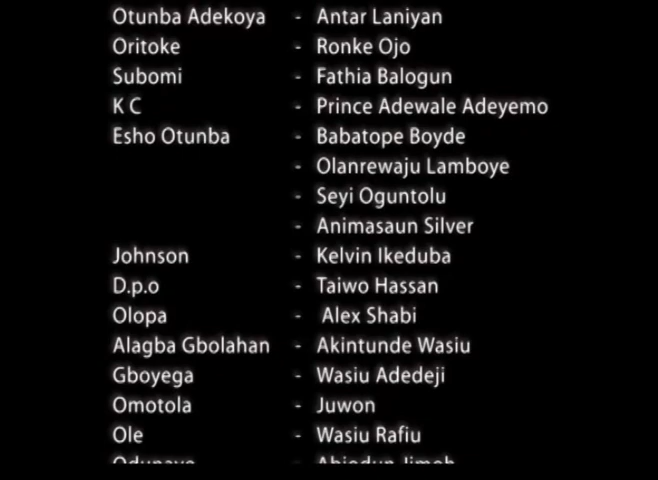 Otunba Adekoya - Antar Laniyan
Oritoke - Ronke Ojo
Subomi - Fathia Balogun
K C - Prince Adewale Adeyemo
Esho Otunba - Babatope Boyde
- Olanrewaju Lamboye
- Seyi Oguntolu
- Animasaun Silver
Johnson - Kelvin Ikeduba
D.p.o - Taiwo Hassan
Olopa - Alex Shabi
Alagba Gbolahan - Akintunde Wasiu
Gboyega - Wasiu Adedeji
Omotola - Juwon
Ole - Wasiu Rafiu